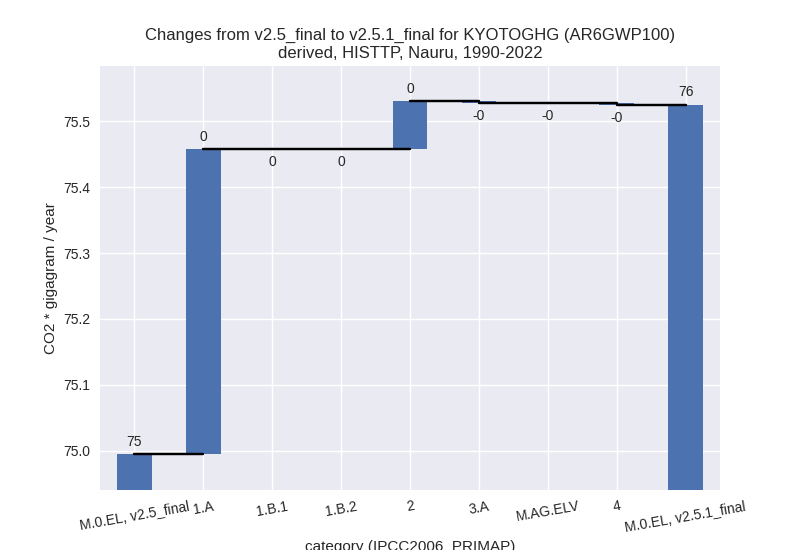 Changes from v2.5_final to v2.5.1_final for KYOTOGHG (AR6GWP100)
derived, HISTTP, Nauru, 1990-2022
CO2 * gigagram / year
75.5
75.4
75.3
75.2
75.1
75.0
75
0
0
0
0
-0
-0
-0
76
M.0.EL, v2.5_final
1.A
1.B.1
1.B.2
2
3.A
M.AG.ELV
4
M.0.EL, v2.5.1_final
category (IPCC2006_PRIMAP)